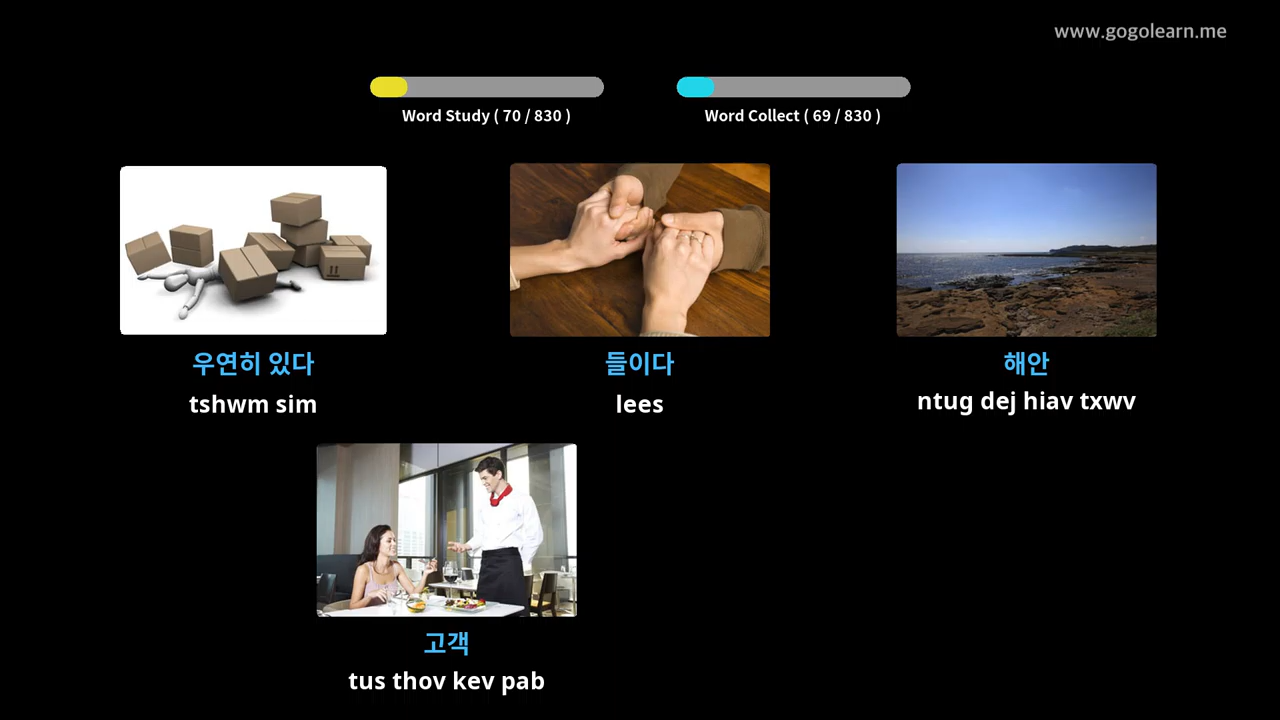 www.gogolearn.me
Word Study ( 70 / 830 )
Word Collect ( 69 / 830 )
우연히 있다
tshwm sim
들이다
lees
해안
ntug dej hiav txwv
고객
tus thov kev pab